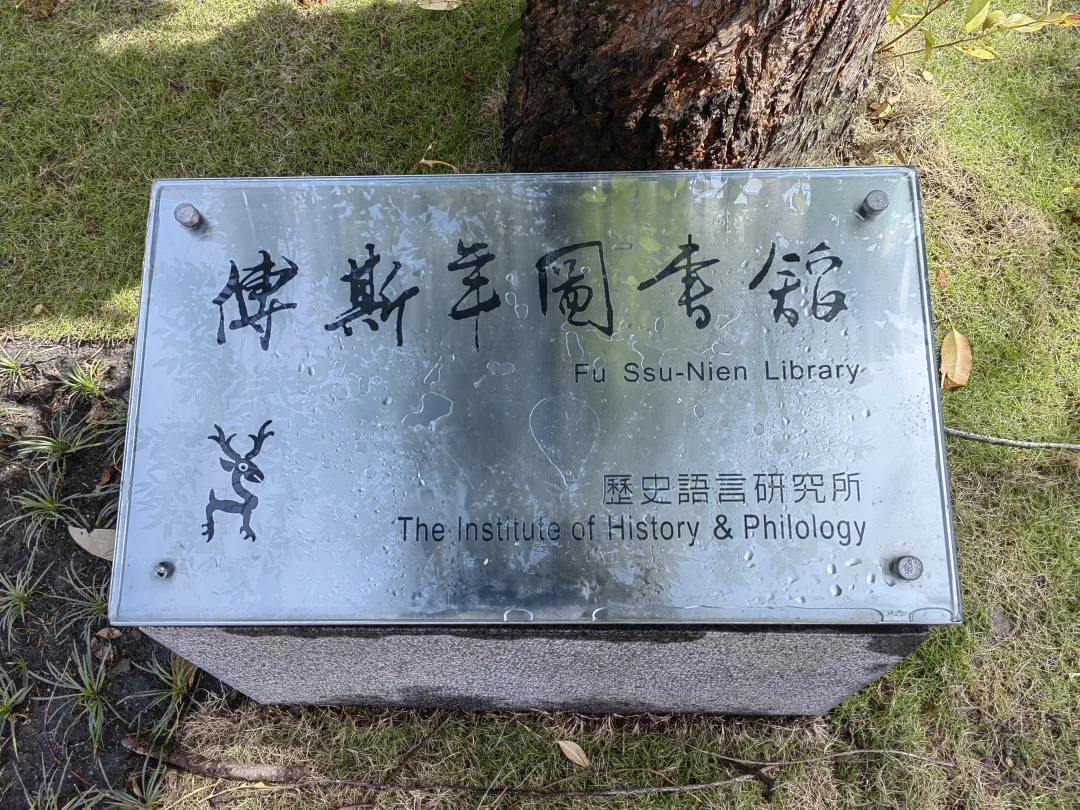 傅斯年圖書館
Fu Ssu-Nien Library
歷史語言研究所
The Institute of History & Philology